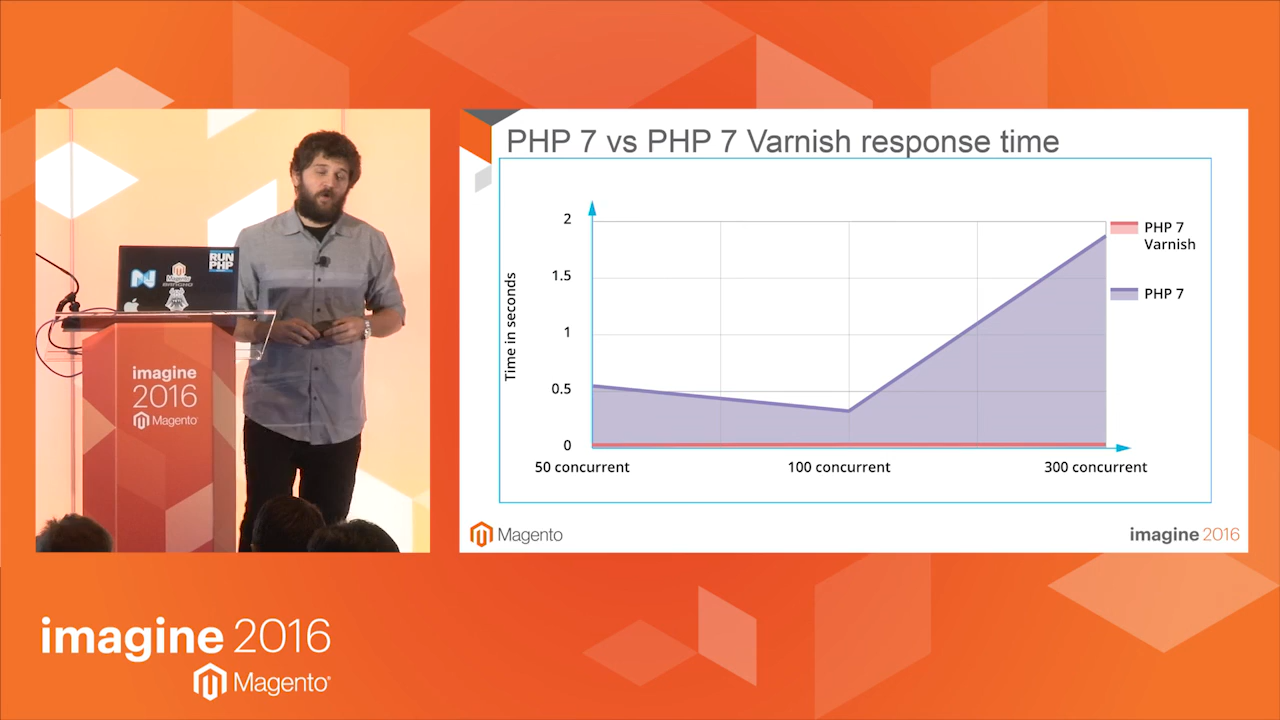 PHP 7 vs PHP 7 Varnish response time
2
1.5
1
0.5
0
Time in seconds
50 concurrent
100 concurrent
300 concurrent
PHP 7
Varnish
PHP 7
Magento
imagine 2016
RUN
PHP
Magento
imagine
2016
Magento
imagine 2016
Magento